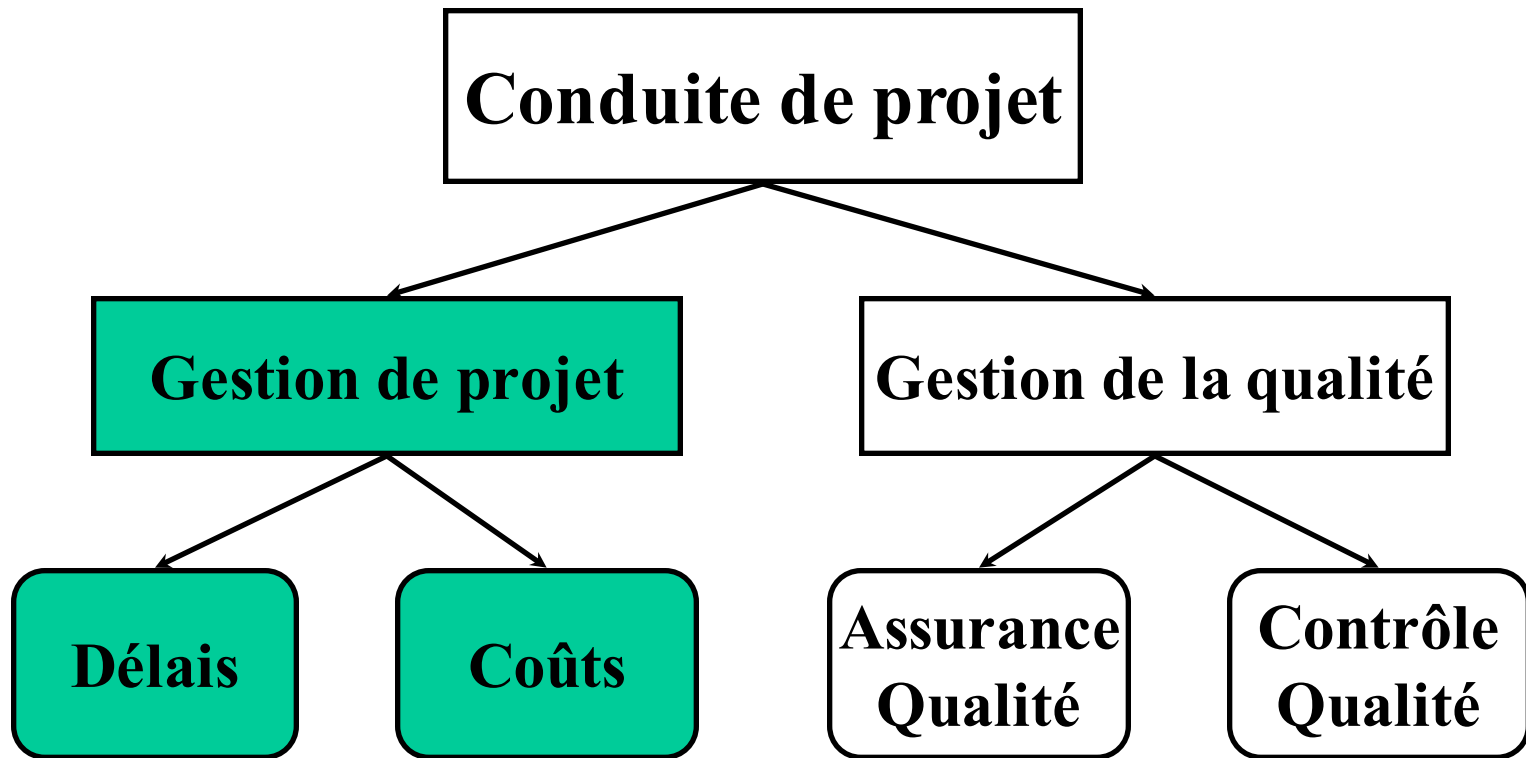 Conduite de projet
Gestion de projet
Gestion de la qualité
Délais
Coûts
Assurance
Qualité
Contrôle
Qualité